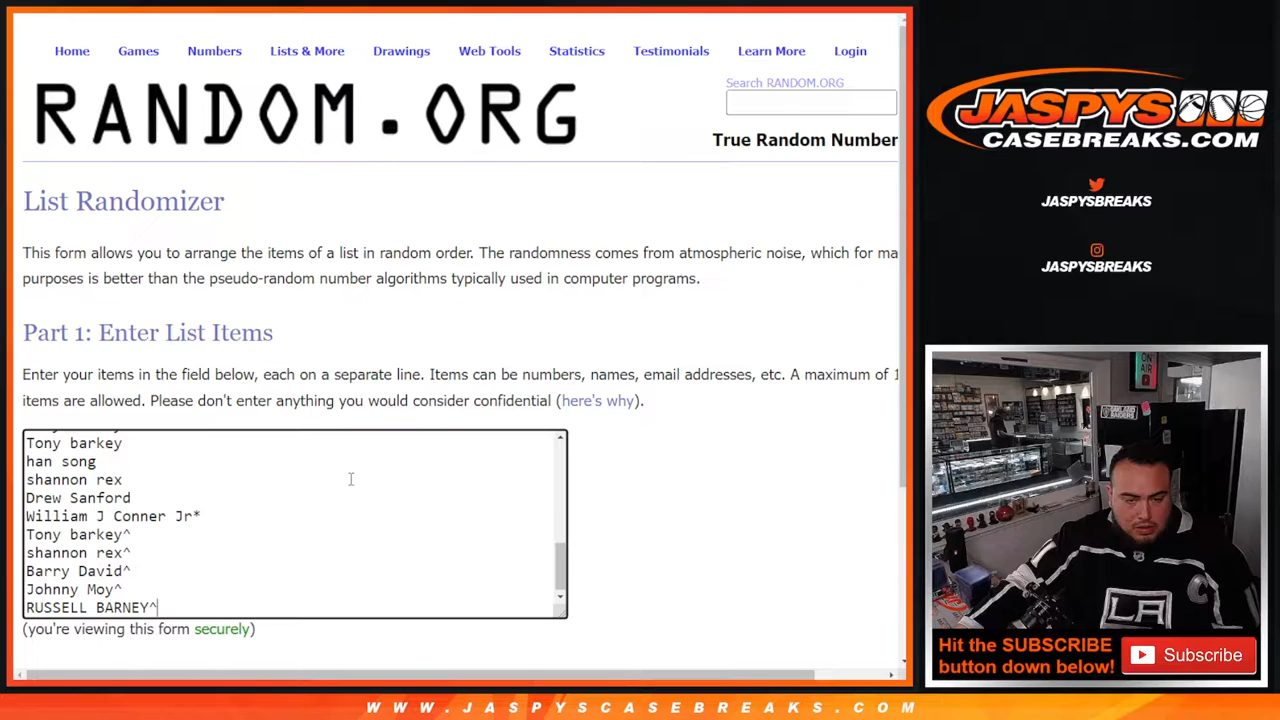 Home Games Numbers Lists & More Drawings Web Tools Statistics Testimonials Learn More Login
RANDOM.ORG
Search RANDOM.ORG
True Random Number
List Randomizer
This form allows you to arrange the items of a list in random order. The randomness comes from atmospheric noise, which for ma
purposes is better than the pseudo-random number algorithms typically used in computer programs.
Part 1: Enter List Items
Enter your items in the field below, each on a separate line. Items can be numbers, names, email addresses, etc. A maximum of 1
items are allowed. Please don't enter anything you would consider confidential (here's why).
Tony barkey
han song
shannon rex
Drew Sanford
William J Conner Jr*
Tony barkey^
shannon rex^
Barry David^
Johnny Moy^
RUSSELL BARNEY^
(you're viewing this form securely)
JASPYS
CASEBREAKS.COM
JASPYSBREAKS
JASPYSBREAKS
ON
AIR
OAKLAND
RAIDERS
LA
C
Hit the SUBSCRIBE
button down below!
Subscribe
WWW.JASPYSCASEBREAKS.COM